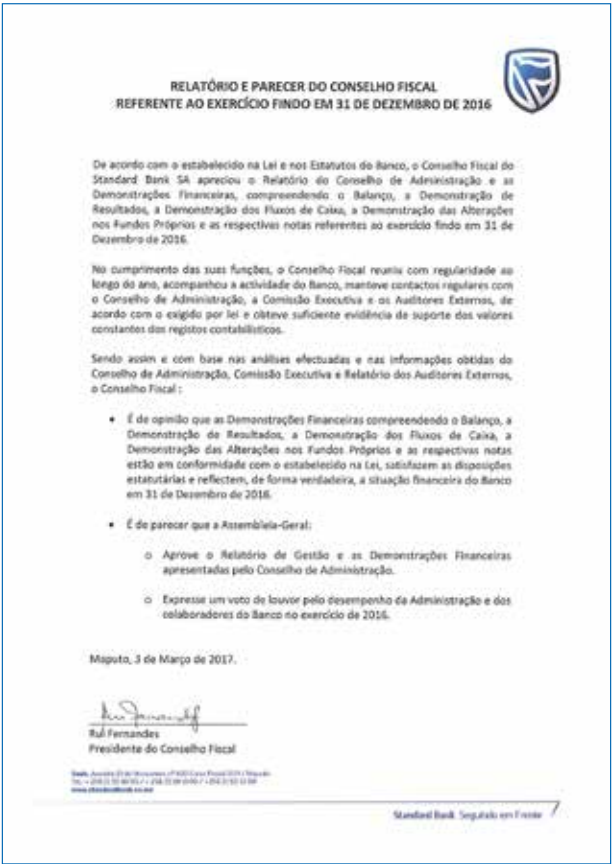 RELATÓRIO E PARECER DO CONSELHO FISCAL
REFERENTE AO EXERCÍCIO FINDO EM 31 DE DEZEMBRO DE 2016
De acordo com o estabelecido na Lei e nos Estatutos do Banco, o Conselho Fiscal do
Standard Bank SA apreciou o Relatório do Conselho de Administração e as
Demonstrações Financeiras, compreendendo o Balanço, a Demonstração de
Resultados, a Demonstração dos Fluxos de Caixa, a Demonstração das Alterações
nos Fundos Próprios e as respectivas notas referentes ao exercício findo em 31 de
Dezembro de 2016.
No cumprimento das suas funções, o Conselho Fiscal reuniu com regularidade ao
longo do ano, acompanhou a actividade do Banco, manteve contactos regulares com
o Conselho de Administração, a Comissão Executiva e os Auditores Externos, de
acordo com o exigido por lei e obteve suficiente evidência de suporte dos valores
constantes dos registos contabilísticos.
Sendo assim e com base nas análises efectuadas e nas informações obtidas do
Conselho de Administração, Comissão Executiva e Relatório dos Auditores Externos,
o Conselho Fiscal :
• É de opinião que as Demonstrações Financeiras compreendendo o Balanço, a
Demonstração de Resultados, a Demonstração dos Fluxos de Caixa, a
Demonstração das Alterações nos Fundos Próprios e as respectivas notas
estão em conformidade com o estabelecido na Lei, satisfazem as disposições
estatutárias e reflectem, de forma verdadeira, a situação financeira do Banco
em 31 de Dezembro de 2016.
• É de parecer que a Assembleia-Geral:
o Aprove o Relatório de Gestão e as Demonstrações Financeiras
apresentadas pelo Conselho de Administração.
o Expresse um voto de louvor pelo desempenho da Administração e dos
colaboradores do Banco no exercício de 2016.
Maputo, 3 de Março de 2017.
Rui Fernandes
Presidente do Conselho Fiscal
www.standardbank.co.mz
Standard Bank Seguindo em Frente